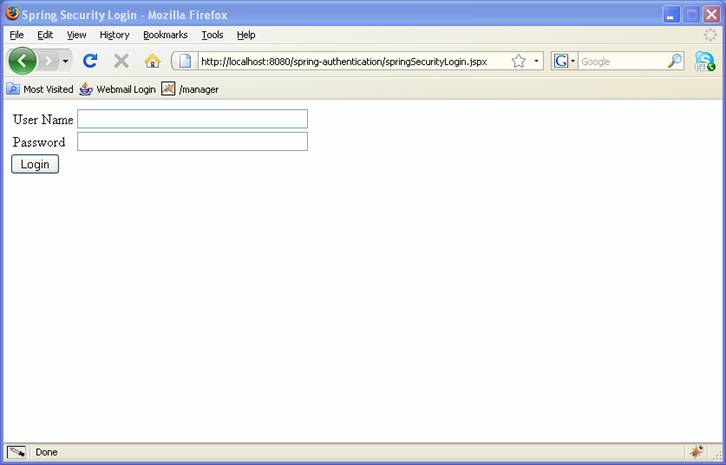 Spring Security Login - Mozilla Firefox
File Edit View History Bookmarks Tools Help
http://localhost:8080/spring-authentication/springSecurityLogin.jspx G Google
Most Visited Webmail Login /manager
User Name
Password
Login
Done